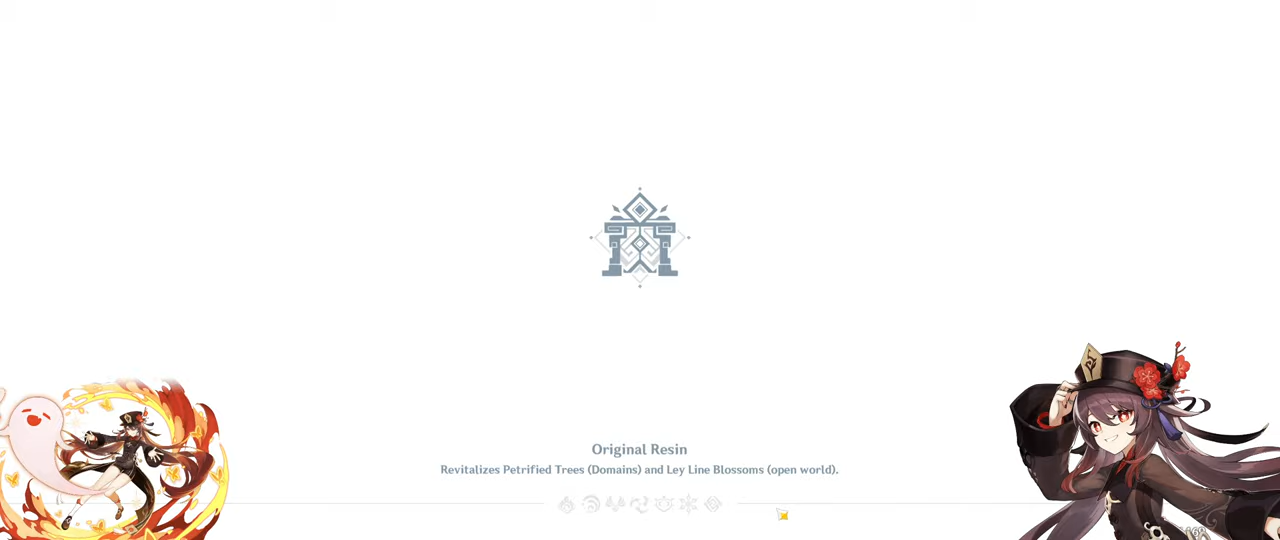 Original Resin
Revitalizes Petrified Trees (Domains) and Ley Line Blossoms (open world).